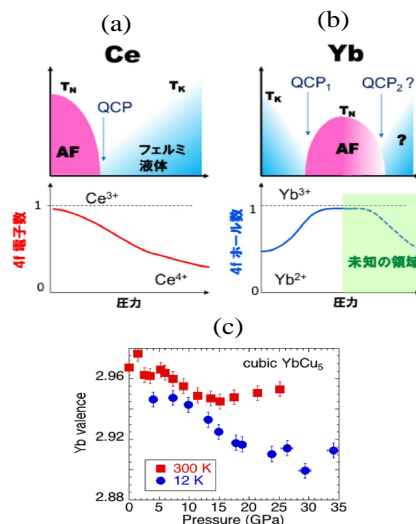 (a)
Ce
T_N
T_K
QCP
AF
フェルミ
液体
4f 電子数
1
0
Ce3+
Ce4+
圧力
(b)
Yb
T_K
QCP1
T_N
QCP2 ?
AF
?
4f ホール数
1
0
Yb3+
Yb2+
未知の領域
圧力
(c)
cubic YbCu5
Yb valence
2.96
2.92
2.88
300 K
12 K
0 5 10 15 20 25 30 35
Pressure (GPa)